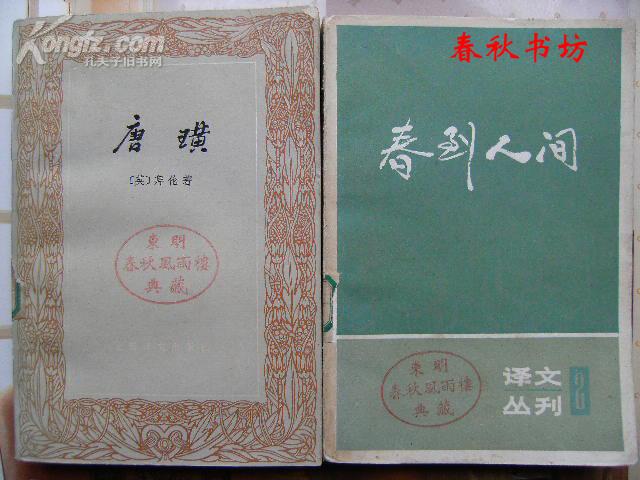 Kongfz.com
孔夫子旧书网
唐璜
〔英〕拜伦著
東明
春秋風雨樓
典藏
春秋书坊
春到人间
東明
春秋風雨樓
典藏
译文
丛刊
2